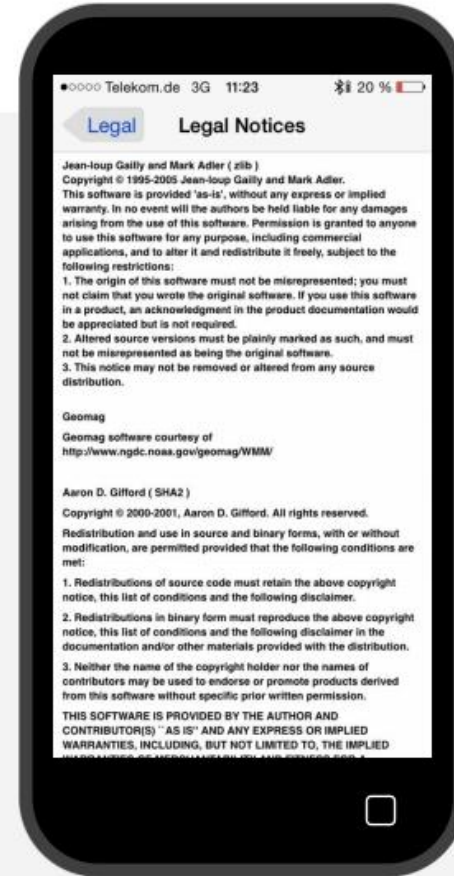 ●○○○○ Telekom.de 3G 11:23 20 %
Legal Legal Notices
Jean-loup Gailly and Mark Adler ( zlib )
Copyright © 1995-2005 Jean-loup Gailly and Mark Adler.
This software is provided 'as-is', without any express or implied
warranty. In no event will the authors be held liable for any damages
arising from the use of this software. Permission is granted to anyone
to use this software for any purpose, including commercial
applications, and to alter it and redistribute it freely, subject to the
following restrictions:
1. The origin of this software must not be misrepresented; you must
not claim that you wrote the original software. If you use this software
in a product, an acknowledgment in the product documentation would
be appreciated but is not required.
2. Altered source versions must be plainly marked as such, and must
not be misrepresented as being the original software.
3. This notice may not be removed or altered from any source
distribution.
Geomag
Geomag software courtesy of
http://www.ngdc.noaa.gov/geomag/WMM/
Aaron D. Gifford ( SHA2 )
Copyright © 2000-2001, Aaron D. Gifford. All rights reserved.
Redistribution and use in source and binary forms, with or without
modification, are permitted provided that the following conditions are
met:
1. Redistributions of source code must retain the above copyright
notice, this list of conditions and the following disclaimer.
2. Redistributions in binary form must reproduce the above copyright
notice, this list of conditions and the following disclaimer in the
documentation and/or other materials provided with the distribution.
3. Neither the name of the copyright holder nor the names of
contributors may be used to endorse or promote products derived
from this software without specific prior written permission.
THIS SOFTWARE IS PROVIDED BY THE AUTHOR AND
CONTRIBUTOR(S) ``AS IS'' AND ANY EXPRESS OR IMPLIED
WARRANTIES, INCLUDING, BUT NOT LIMITED TO, THE IMPLIED